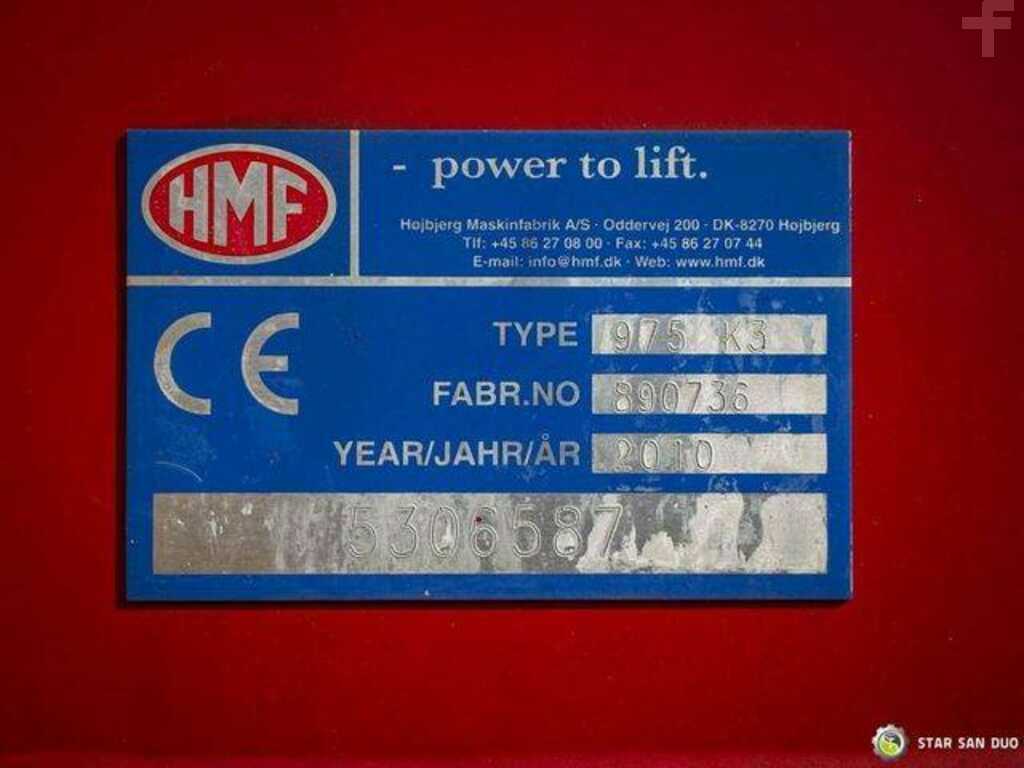 f
HMF
- power to lift.
Højbjerg Maskinfabrik A/S · Oddervej 200 · DK-8270 Højbjerg
Tlf: +45 86 27 08 00 · Fax: +45 86 27 07 44
E-mail: info@hmf.dk · Web: www.hmf.dk
CE
TYPE 975 K3
FABR.NO 890736
YEAR/JAHR/ÅR 2010
5306587
STAR SAN DUO